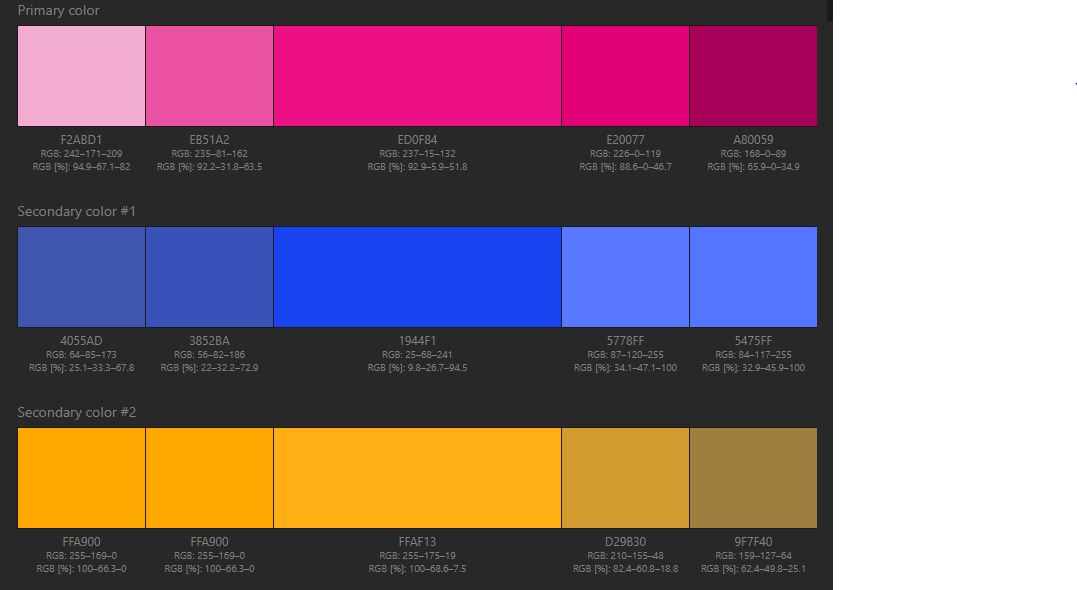 Primary color
F2ABD1 EB51A2 ED0F84 E20077 A80059
RGB: 242–171–209 RGB: 235–81–162 RGB: 237–15–132 RGB: 226–0–119 RGB: 168–0–89
RGB [%]: 94.9–67.1–82 RGB [%]: 92.2–31.8–63.5 RGB [%]: 92.9–5.9–51.8 RGB [%]: 88.6–0–46.7 RGB [%]: 65.9–0–34.9
Secondary color #1
4055AD 3852BA 1944F1 5778FF 5475FF
RGB: 64–85–173 RGB: 56–82–186 RGB: 25–68–241 RGB: 87–120–255 RGB: 84–117–255
RGB [%]: 25.1–33.3–67.8 RGB [%]: 22–32.2–72.9 RGB [%]: 9.8–26.7–94.5 RGB [%]: 34.1–47.1–100 RGB [%]: 32.9–45.9–100
Secondary color #2
FFA900 FFA900 FFAF13 D29B30 9F7F40
RGB: 255–169–0 RGB: 255–169–0 RGB: 255–175–19 RGB: 210–155–48 RGB: 159–127–64
RGB [%]: 100–66.3–0 RGB [%]: 100–66.3–0 RGB [%]: 100–68.6–7.5 RGB [%]: 82.4–60.8–18.8 RGB [%]: 62.4–49.8–25.1